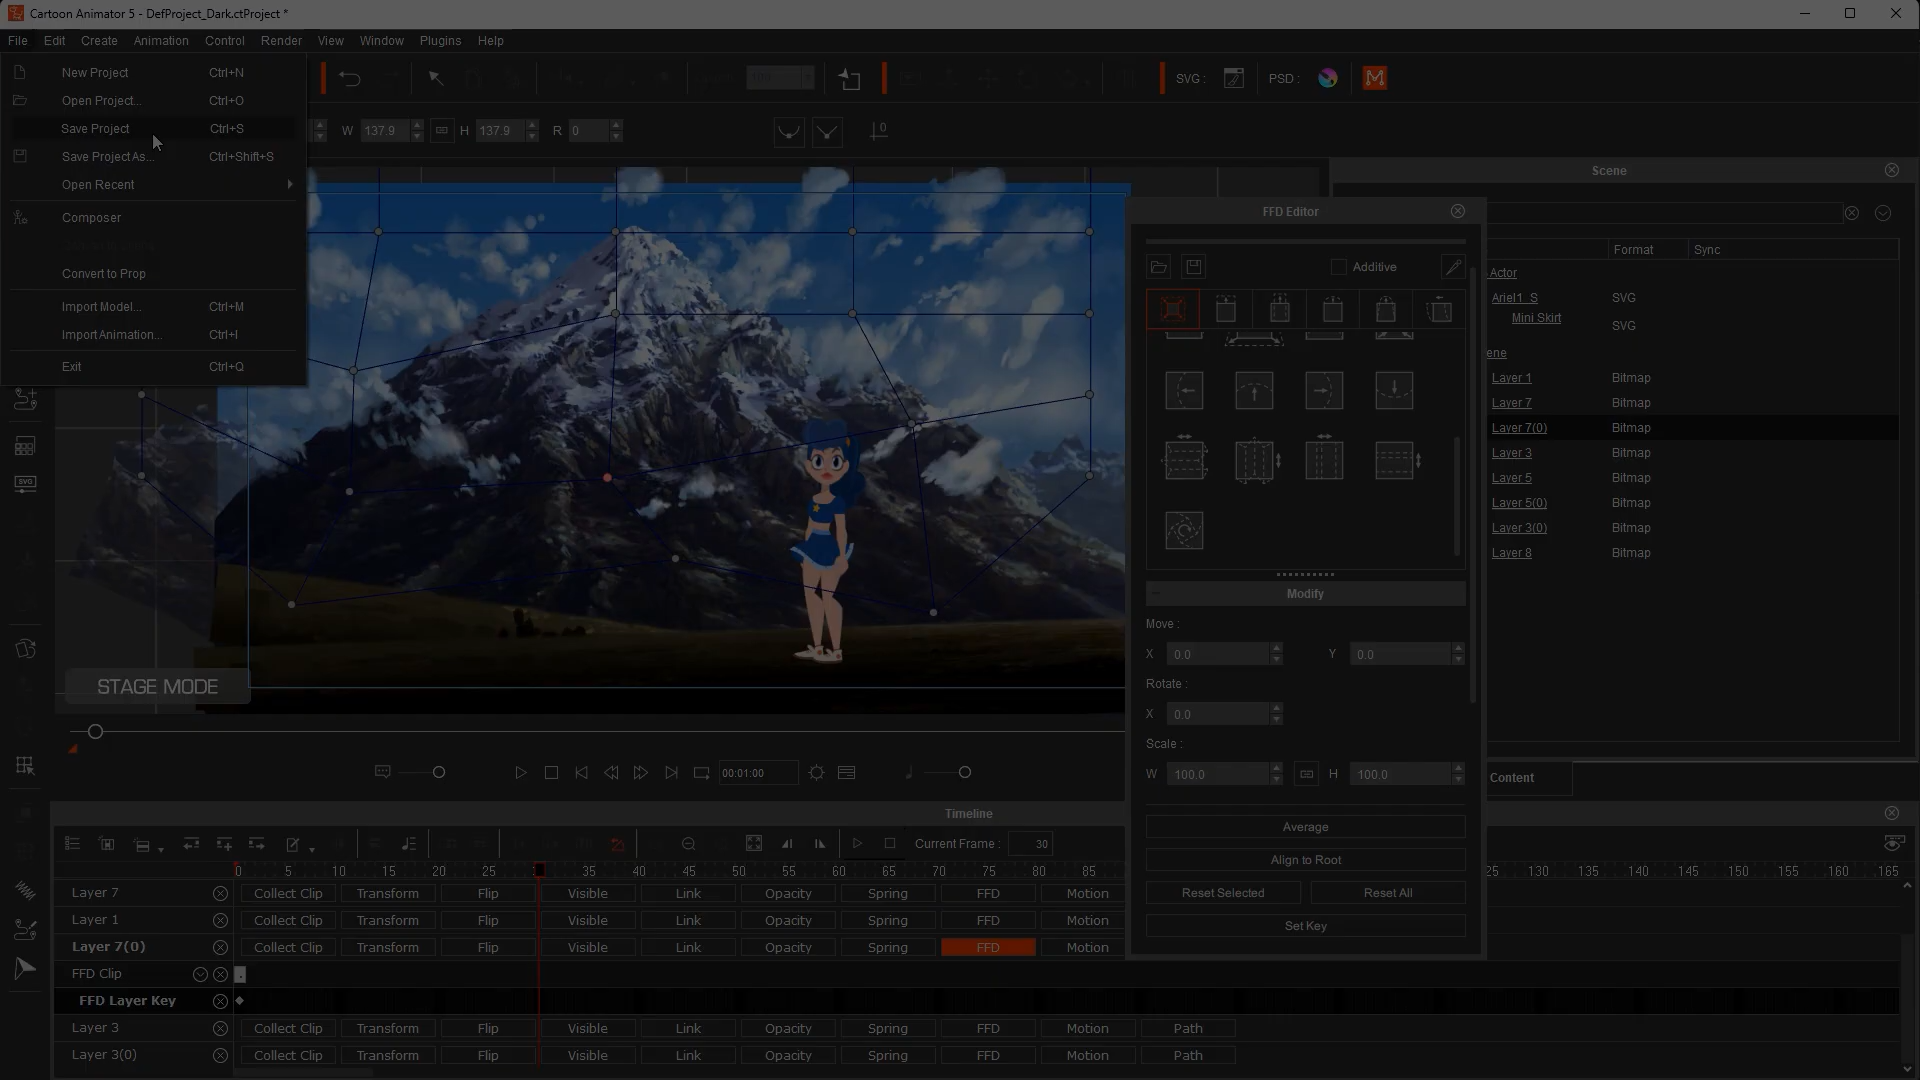 Cartoon Animator 5 - DefProject_Dark.ctProject *
File Edit Create Animation Control Render View Window Plugins Help
New Project Ctrl+N
Open Project... Ctrl+O
Save Project Ctrl+S
Save Project As... Ctrl+Shift+S
Open Recent
Composer
Convert to Prop
Import Model... Ctrl+M
Import Animation... Ctrl+I
Exit Ctrl+Q
SVG : PSD :
W 137.9 H 137.9 R 0
Scene
Format Sync
Actor
Ariel1_S SVG
Mini Skirt SVG
Layer 1 Bitmap
Layer 7 Bitmap
Layer 7(0) Bitmap
Layer 3 Bitmap
Layer 5 Bitmap
Layer 5(0) Bitmap
Layer 3(0) Bitmap
Layer 8 Bitmap
Content
FFD Editor
Additive
Modify
Move :
X 0.0 Y 0.0
Rotate :
X 0.0
Scale :
W 100.0 H 100.0
Average
Align to Root
Reset Selected Reset All
Set Key
SVG
STAGE MODE
00:01:00
Timeline
Current Frame : 30
0 5 10 15 20 25 35 40 45 50 55 60 65 70 75 80 85 25 130 135 140 145 150 155 160 165
Layer 7 Collect Clip Transform Flip Visible Link Opacity Spring FFD Motion
Layer 1 Collect Clip Transform Flip Visible Link Opacity Spring FFD Motion
Layer 7(0) Collect Clip Transform Flip Visible Link Opacity Spring FFD Motion
FFD Clip
FFD Layer Key
Layer 3 Collect Clip Transform Flip Visible Link Opacity Spring FFD Motion Path
Layer 3(0) Collect Clip Transform Flip Visible Link Opacity Spring FFD Motion Path